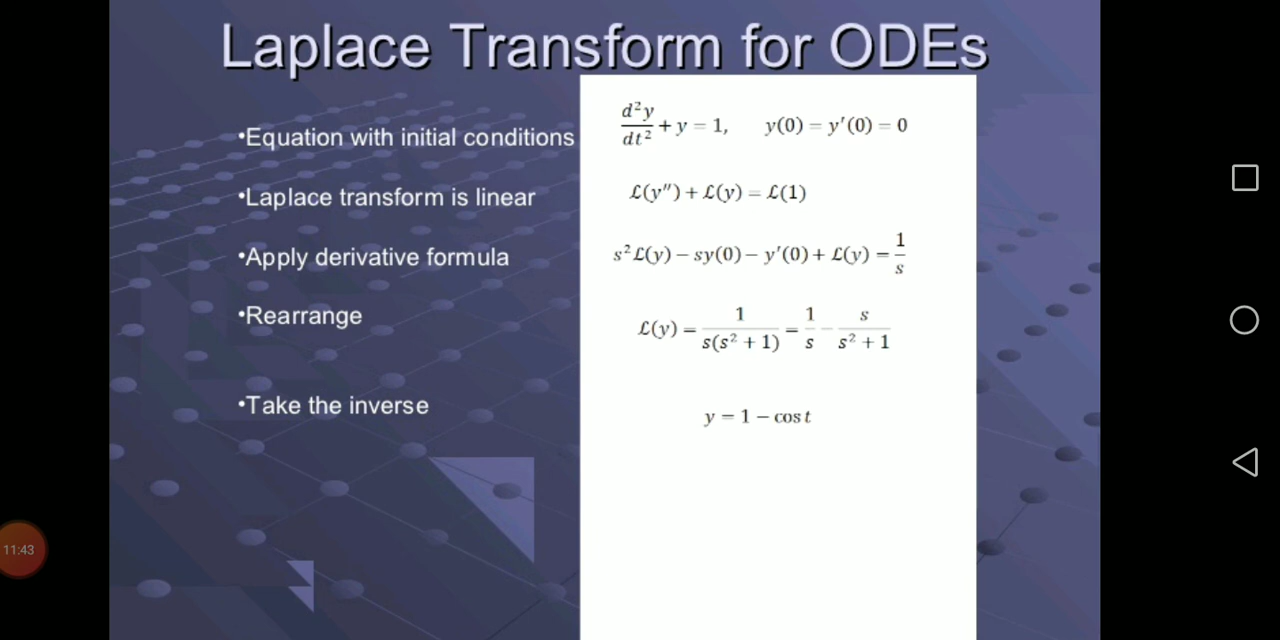 Laplace Transform for ODEs
•Equation with initial conditions
d²y/dt² + y = 1, y(0) = y′(0) = 0
•Laplace transform is linear
ℒ(y″) + ℒ(y) = ℒ(1)
•Apply derivative formula
s²ℒ(y) − sy(0) − y′(0) + ℒ(y) = 1/s
•Rearrange
ℒ(y) = 1/s(s² + 1) = 1/s − s/s² + 1
•Take the inverse
y = 1 − cos t
11:43